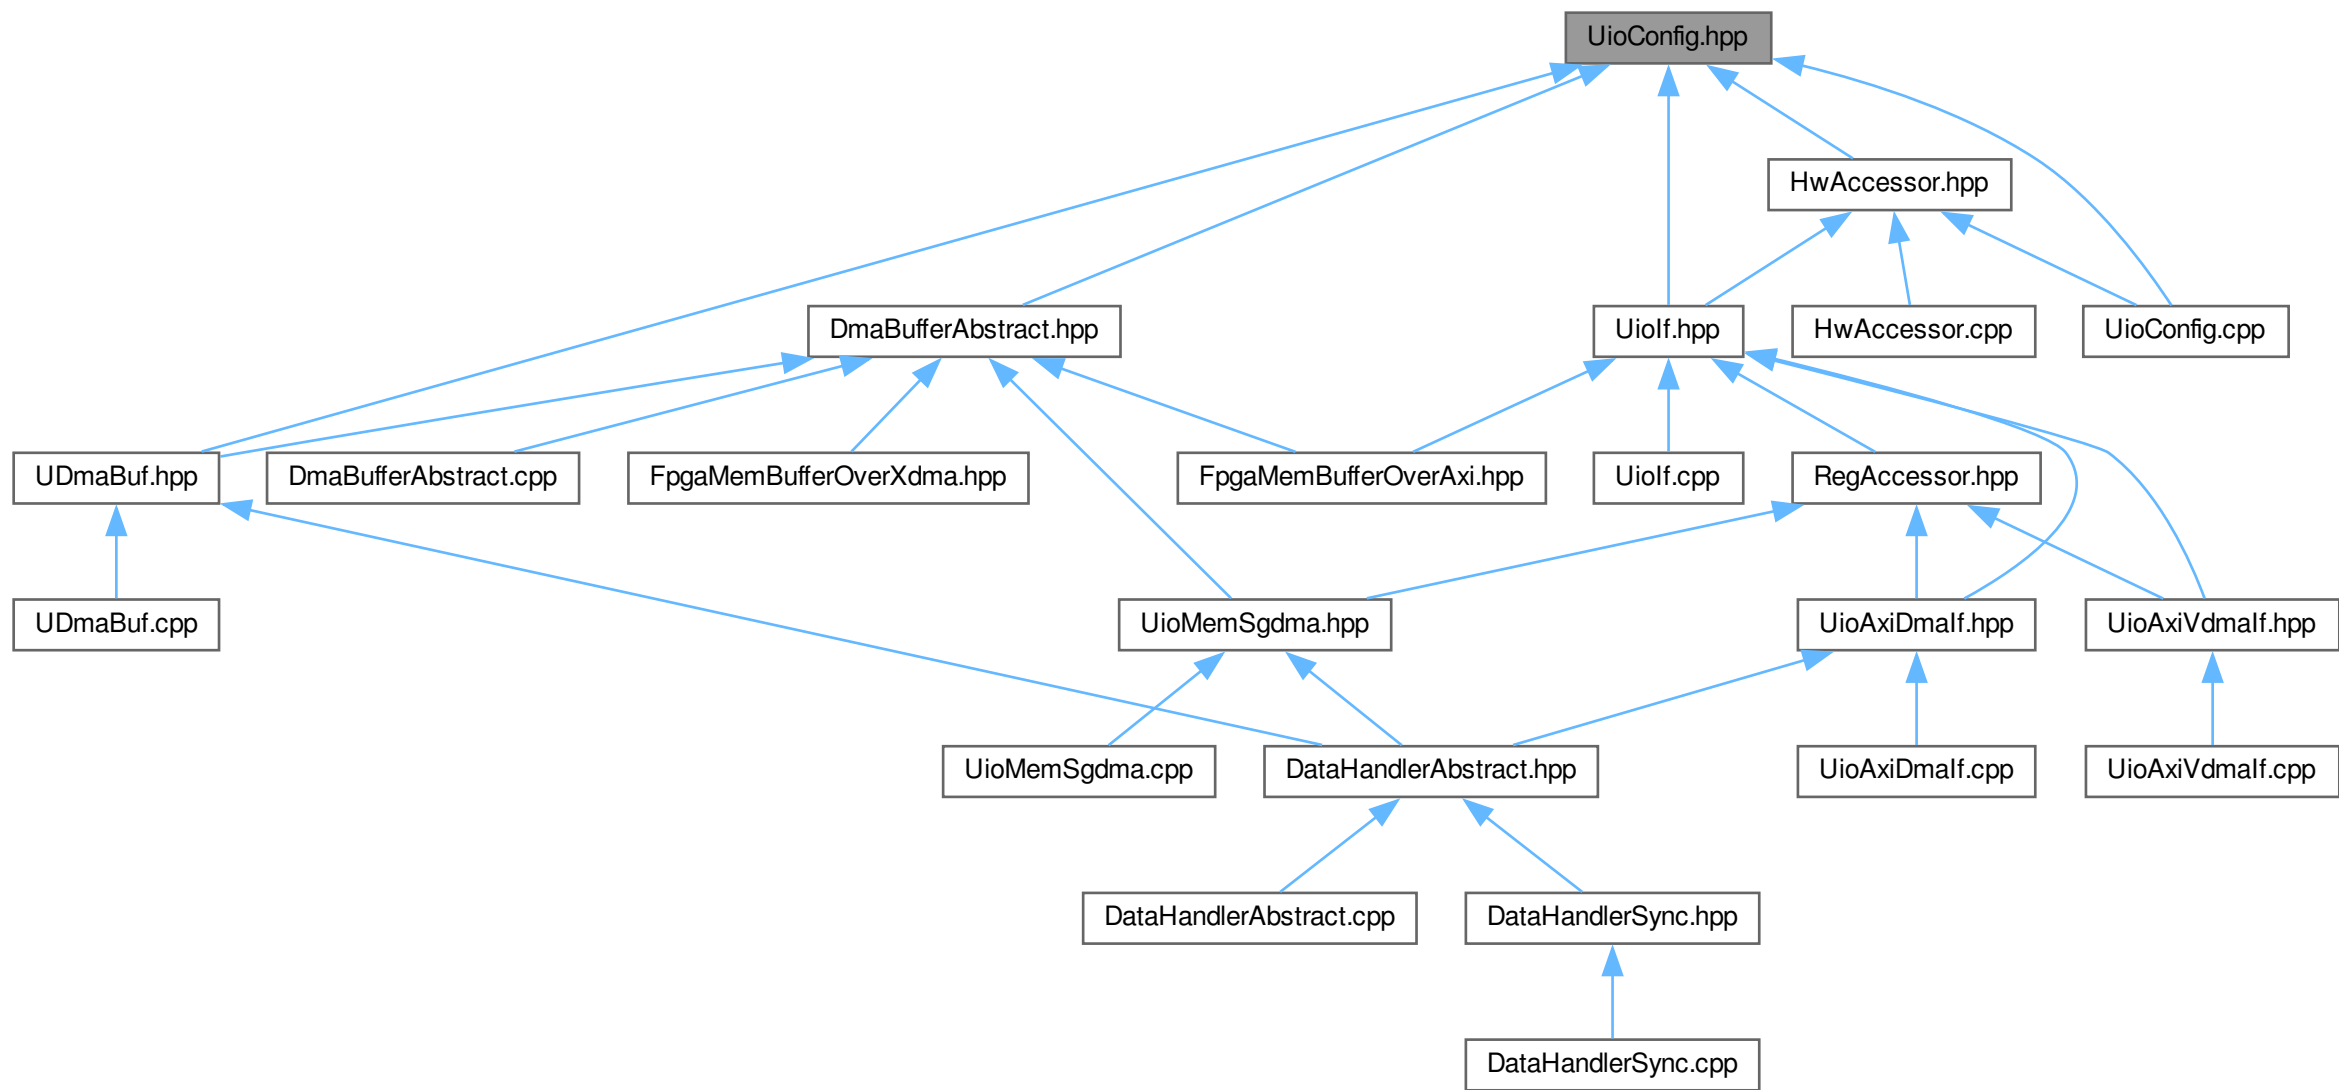 UioConfig.hpp
HwAccessor.hpp
DmaBufferAbstract.hpp
UioIf.hpp
HwAccessor.cpp
UioConfig.cpp
UDmaBuf.hpp
DmaBufferAbstract.cpp
FpgaMemBufferOverXdma.hpp
FpgaMemBufferOverAxi.hpp
UioIf.cpp
RegAccessor.hpp
UDmaBuf.cpp
UioMemSgdma.hpp
UioAxiDmaIf.hpp
UioAxiVdmaIf.hpp
UioMemSgdma.cpp
DataHandlerAbstract.hpp
UioAxiDmaIf.cpp
UioAxiVdmaIf.cpp
DataHandlerAbstract.cpp
DataHandlerSync.hpp
DataHandlerSync.cpp